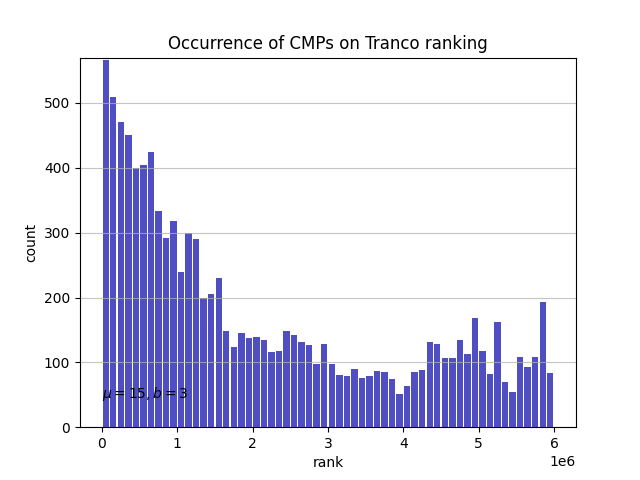 Occurrence of CMPs on Tranco ranking
500
400
300
200
100
0
count
μ = 15, b = 3
0 1 2 3 4 5 6
1e6
rank